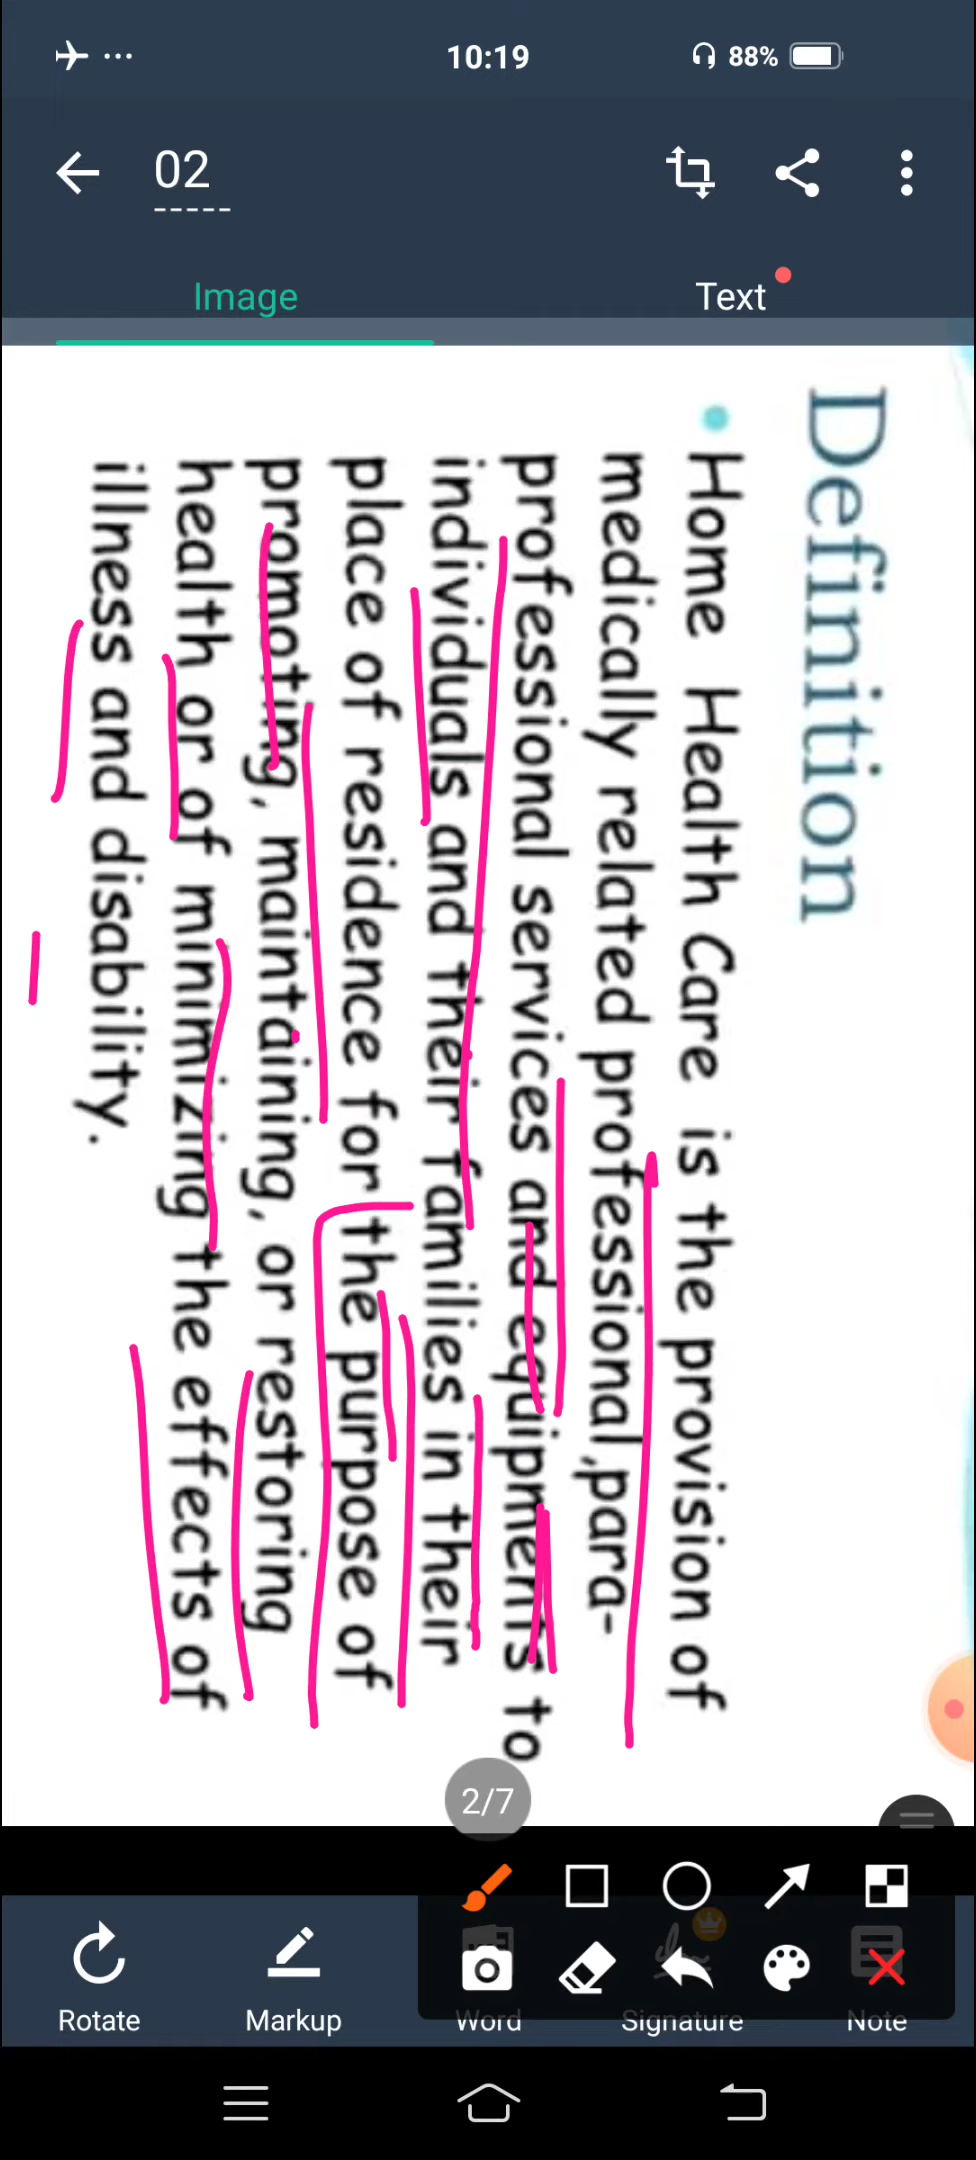 10:19
88%
02
Image
Text
Definition
Home Health Care is the provision of
medically related professional,para-
professional services and equipments to
individuals and their families in their
place of residence for the purpose of
promoting, maintaining, or restoring
health or of minimizing the effects of
illness and disability.
2/7
Rotate
Markup
Word
Signature
Note